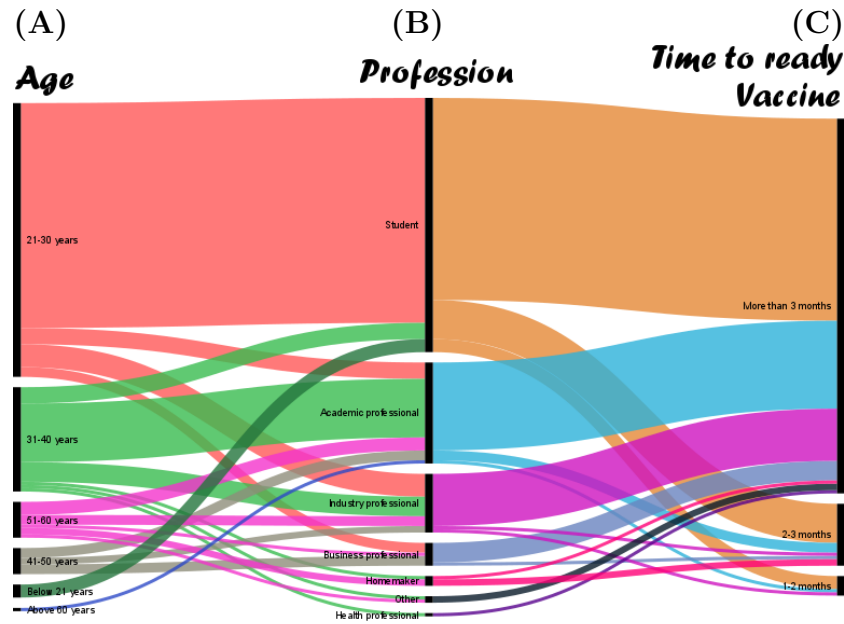 (A) (B) (C)
Age Profession Time to ready
Vaccine
21-30 years
31-40 years
51-60 years
41-50 years
Below 21 years
Above 60 years
Student
Academic professional
Industry professional
Business professional
Homemaker
Other
Health professional
More than 3 months
2-3 months
1-2 months